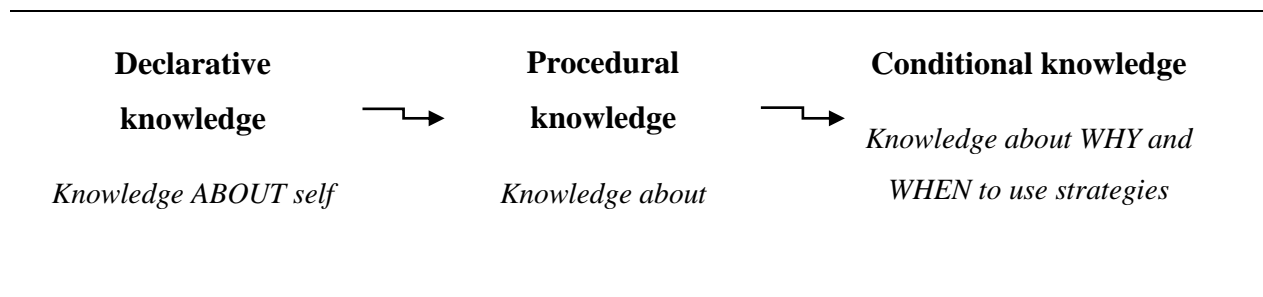 Declarative
knowledge
Knowledge ABOUT self
Procedural
knowledge
Knowledge about
Conditional knowledge
Knowledge about WHY and
WHEN to use strategies